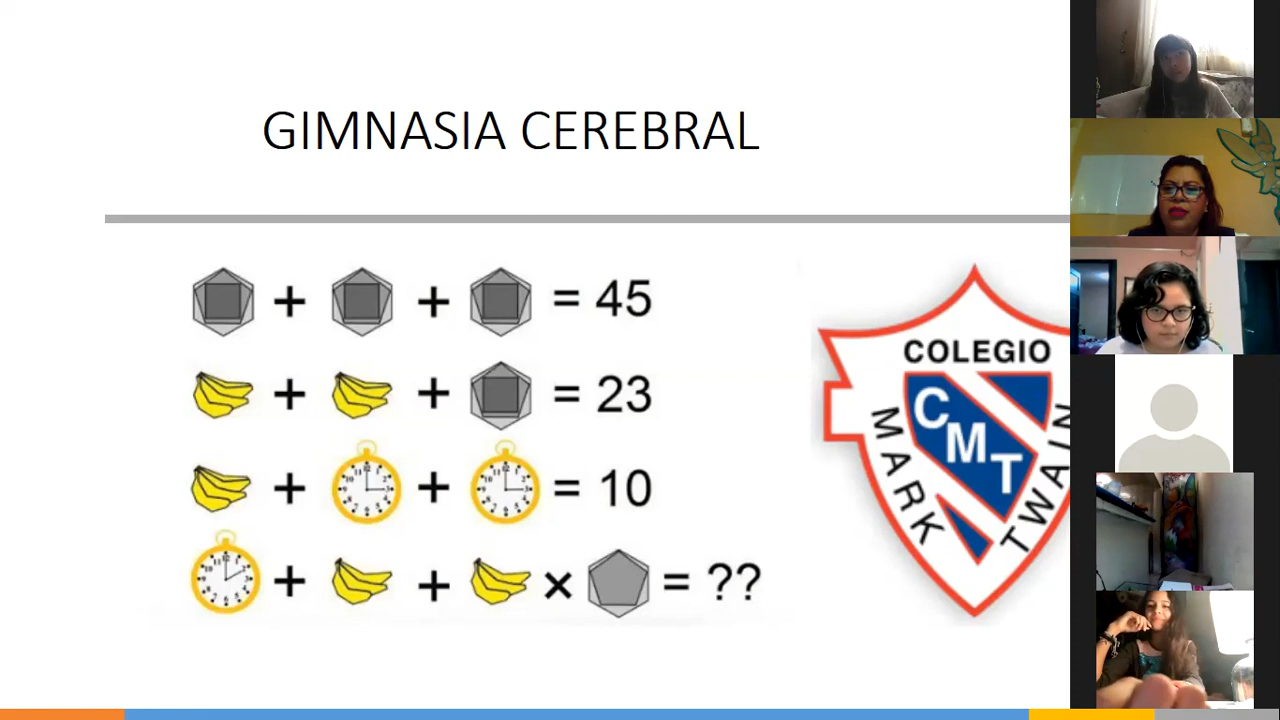 GIMNASIA CEREBRAL
+ + = 45
+ + = 23
+ + = 10
+ + × = ??
COLEGIO
CMT
MARK TWAIN